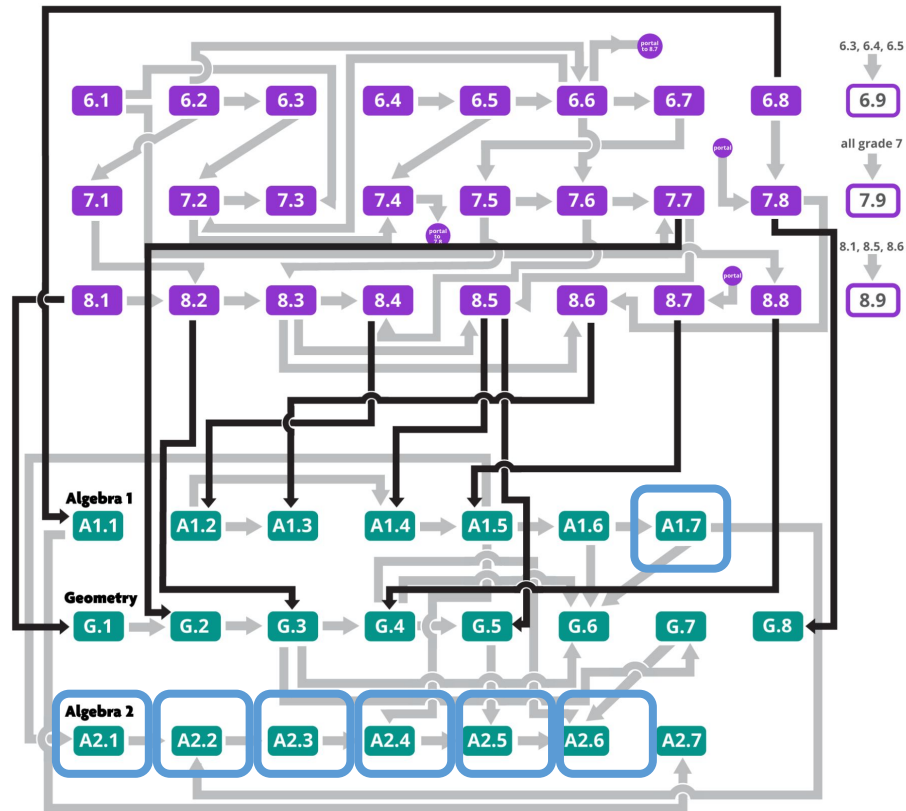 portal
to 8.7
6.3, 6.4, 6.5
6.1 6.2 6.3 6.4 6.5 6.6 6.7 6.8 6.9
portal
all grade 7
7.1 7.2 7.3 7.4 7.5 7.6 7.7 7.8 7.9
portal
to
8.1, 8.5, 8.6
portal
8.1 8.2 8.3 8.4 8.5 8.6 8.7 8.8 8.9
Algebra 1
A1.1 A1.2 A1.3 A1.4 A1.5 A1.6 A1.7
Geometry
G.1 G.2 G.3 G.4 G.5 G.6 G.7 G.8
Algebra 2
A2.1 A2.2 A2.3 A2.4 A2.5 A2.6 A2.7